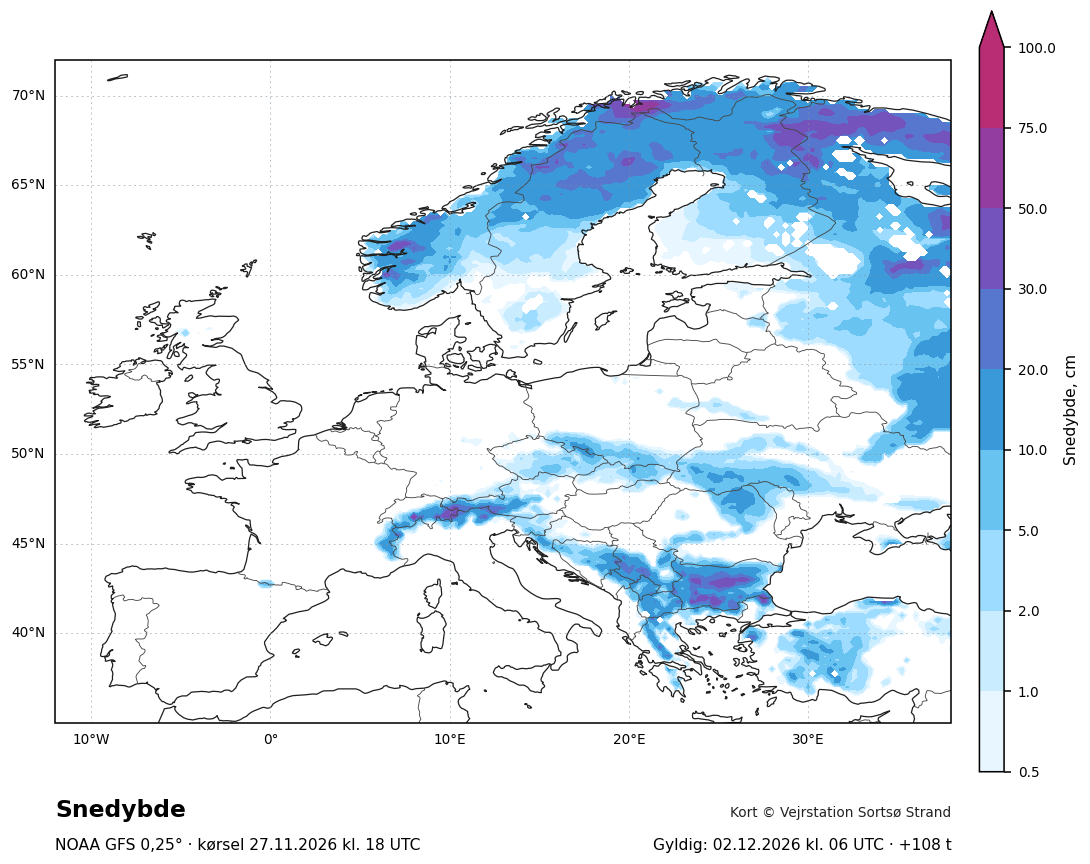 100.0
75.0
50.0
30.0
20.0
10.0
5.0
2.0
1.0
0.5
Snedybde, cm
70°N
65°N
60°N
55°N
50°N
45°N
40°N
10°W
0°
10°E
20°E
30°E
Snedybde
Kort © Vejrstation Sortsø Strand
NOAA GFS 0,25° · kørsel 27.11.2026 kl. 18 UTC
Gyldig: 02.12.2026 kl. 06 UTC · +108 t